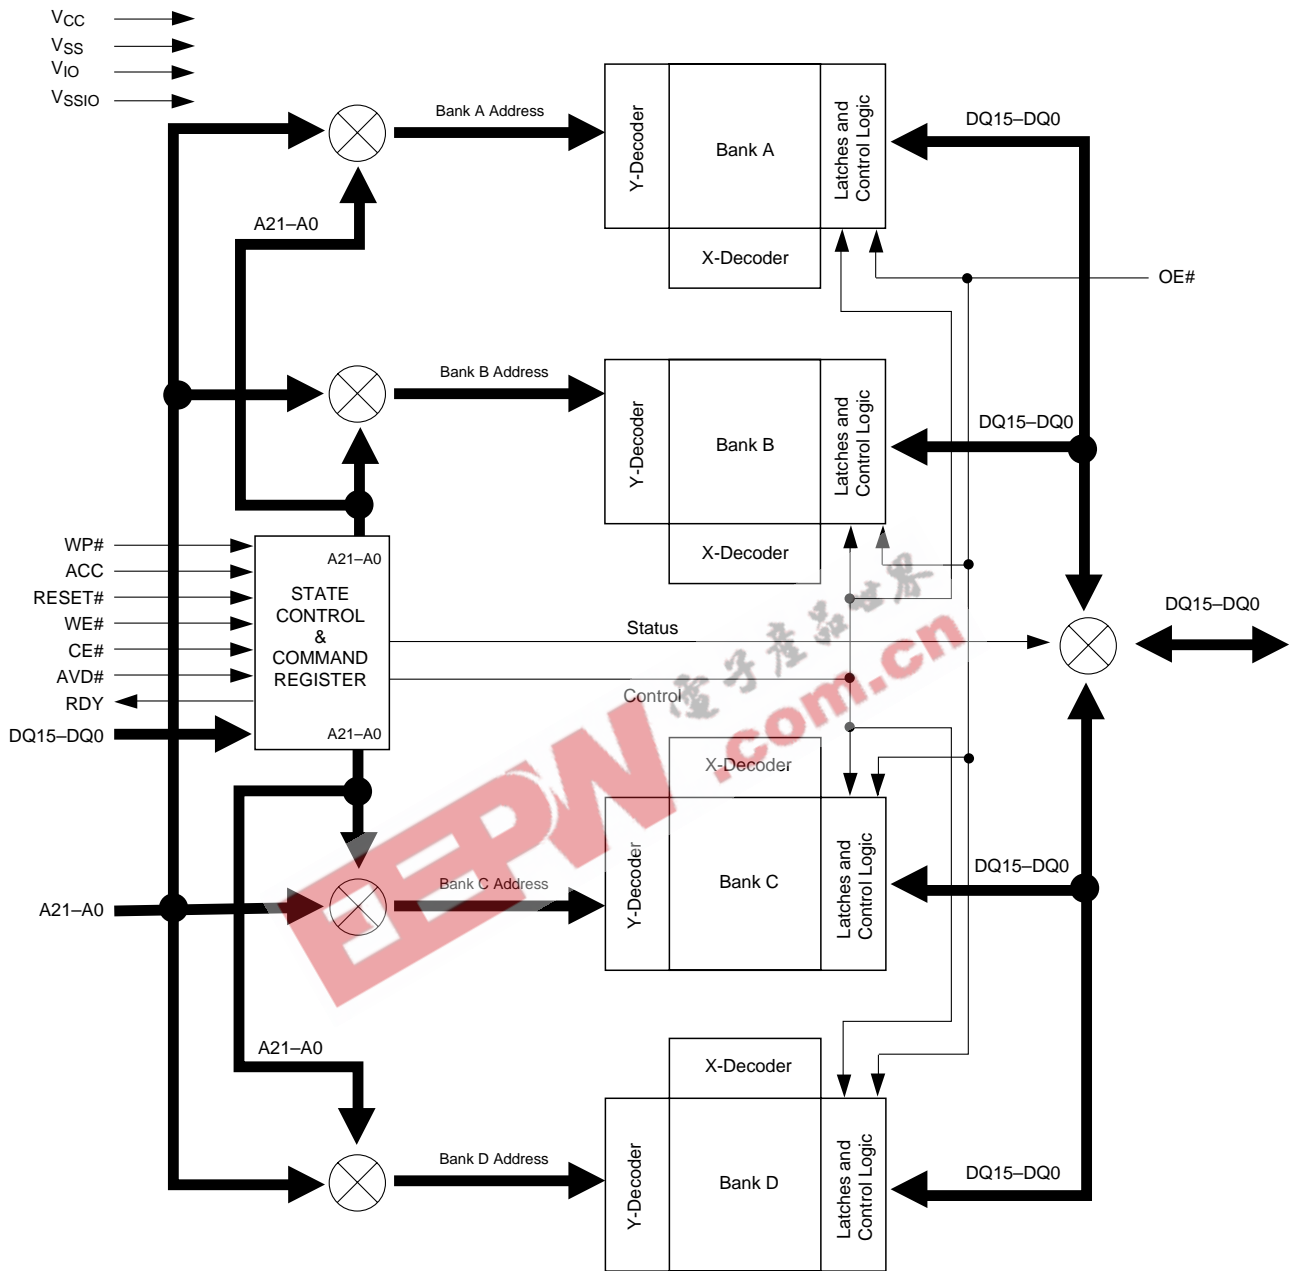 VCC
VSS
VIO
VSSIO
Bank A Address
Y-Decoder
Bank A
Latches and
Control Logic
DQ15–DQ0
A21–A0
X-Decoder
OE#
Bank B Address
Y-Decoder
Bank B
Latches and
Control Logic
DQ15–DQ0
X-Decoder
WP#
ACC
RESET#
WE#
CE#
AVD#
RDY
DQ15–DQ0
A21–A0
STATE
CONTROL
&
COMMAND
REGISTER
A21–A0
Status
Control
DQ15–DQ0
電子產品世界
.com.cn
EEPW
X-Decoder
Bank C Address
Y-Decoder
Bank C
Latches and
Control Logic
DQ15–DQ0
A21–A0
A21–A0
X-Decoder
Bank D Address
Y-Decoder
Bank D
Latches and
Control Logic
DQ15–DQ0